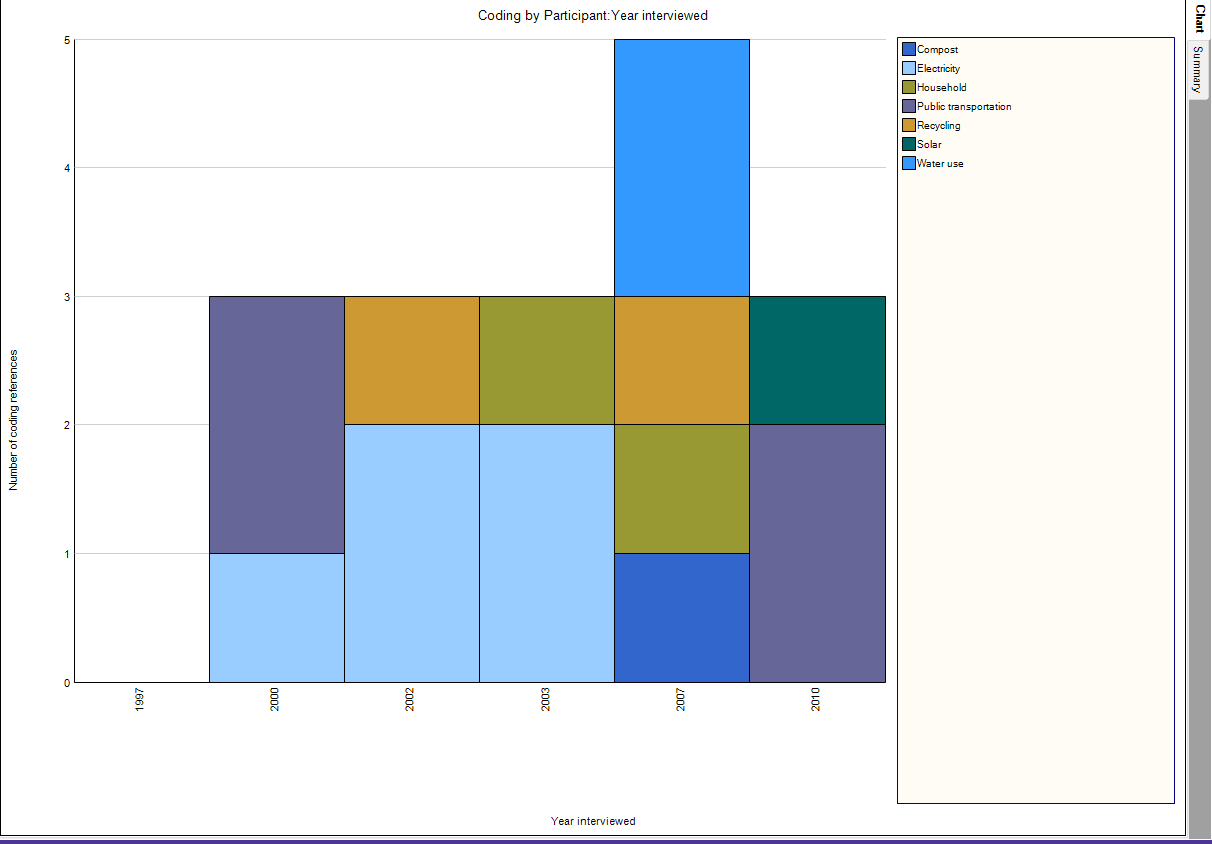 Coding by Participant:Year interviewed
Chart
Summary
5
4
3
2
1
0
Number of coding references
1997
2000
2002
2003
2007
2010
Year interviewed
Compost
Electricity
Household
Public transportation
Recycling
Solar
Water use